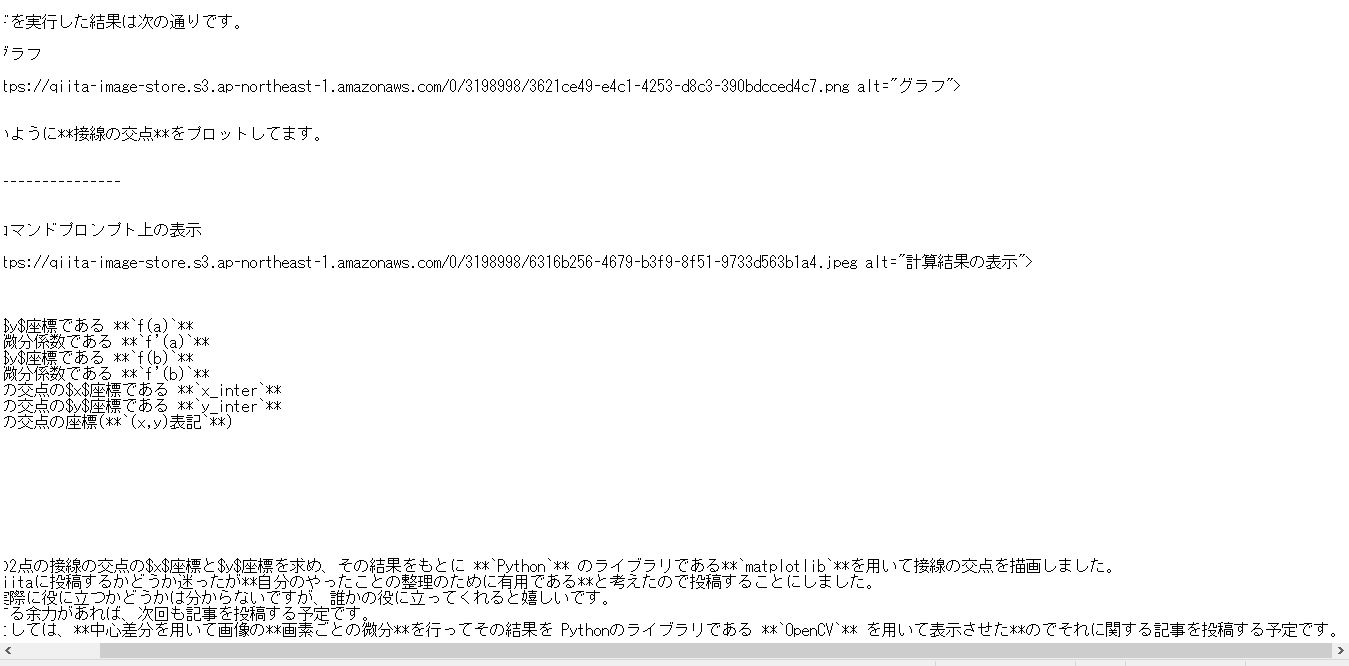 を実行した結果は次の通りです。
グラフ
tps://qiita-image-store.s3.ap-northeast-1.amazonaws.com/0/3198998/3621ce49-e4c1-4253-d8c3-390bdcced4c7.png alt="グラフ">
いように**接線の交点**をプロットしてます。
---------------
コマンドプロンプト上の表示
tps://qiita-image-store.s3.ap-northeast-1.amazonaws.com/0/3198998/6316b256-4679-b3f9-8f51-9733d563b1a4.jpeg alt="計算結果の表示">
$y$座標である **`f(a)`**
微分係数である **`f'(a)`**
$y$座標である **`f(b)`**
微分係数である **`f'(b)`**
の交点の$x$座標である **`x_inter`**
の交点の$y$座標である **`y_inter`**
の交点の座標(**`(x,y)表記`**)
の2点の接線の交点の$x$座標と$y$座標を求め、その結果をもとに **`Python`** のライブラリである**`matplotlib`**を用いて接線の交点を描画しました。
iitaに投稿するかどうか迷ったが**自分のやったことの整理のために有用である**と考えたので投稿することにしました。
実際に役に立つかどうかは分からないですが、誰かの役に立ってくれると嬉しいです。
する余力があれば、次回も記事を投稿する予定です。
としては、**中心差分を用いて画像の**画素ごとの微分**を行ってその結果を Pythonのライブラリである **`OpenCV`** を用いて表示させた**のでそれに関する記事を投稿する予定です。